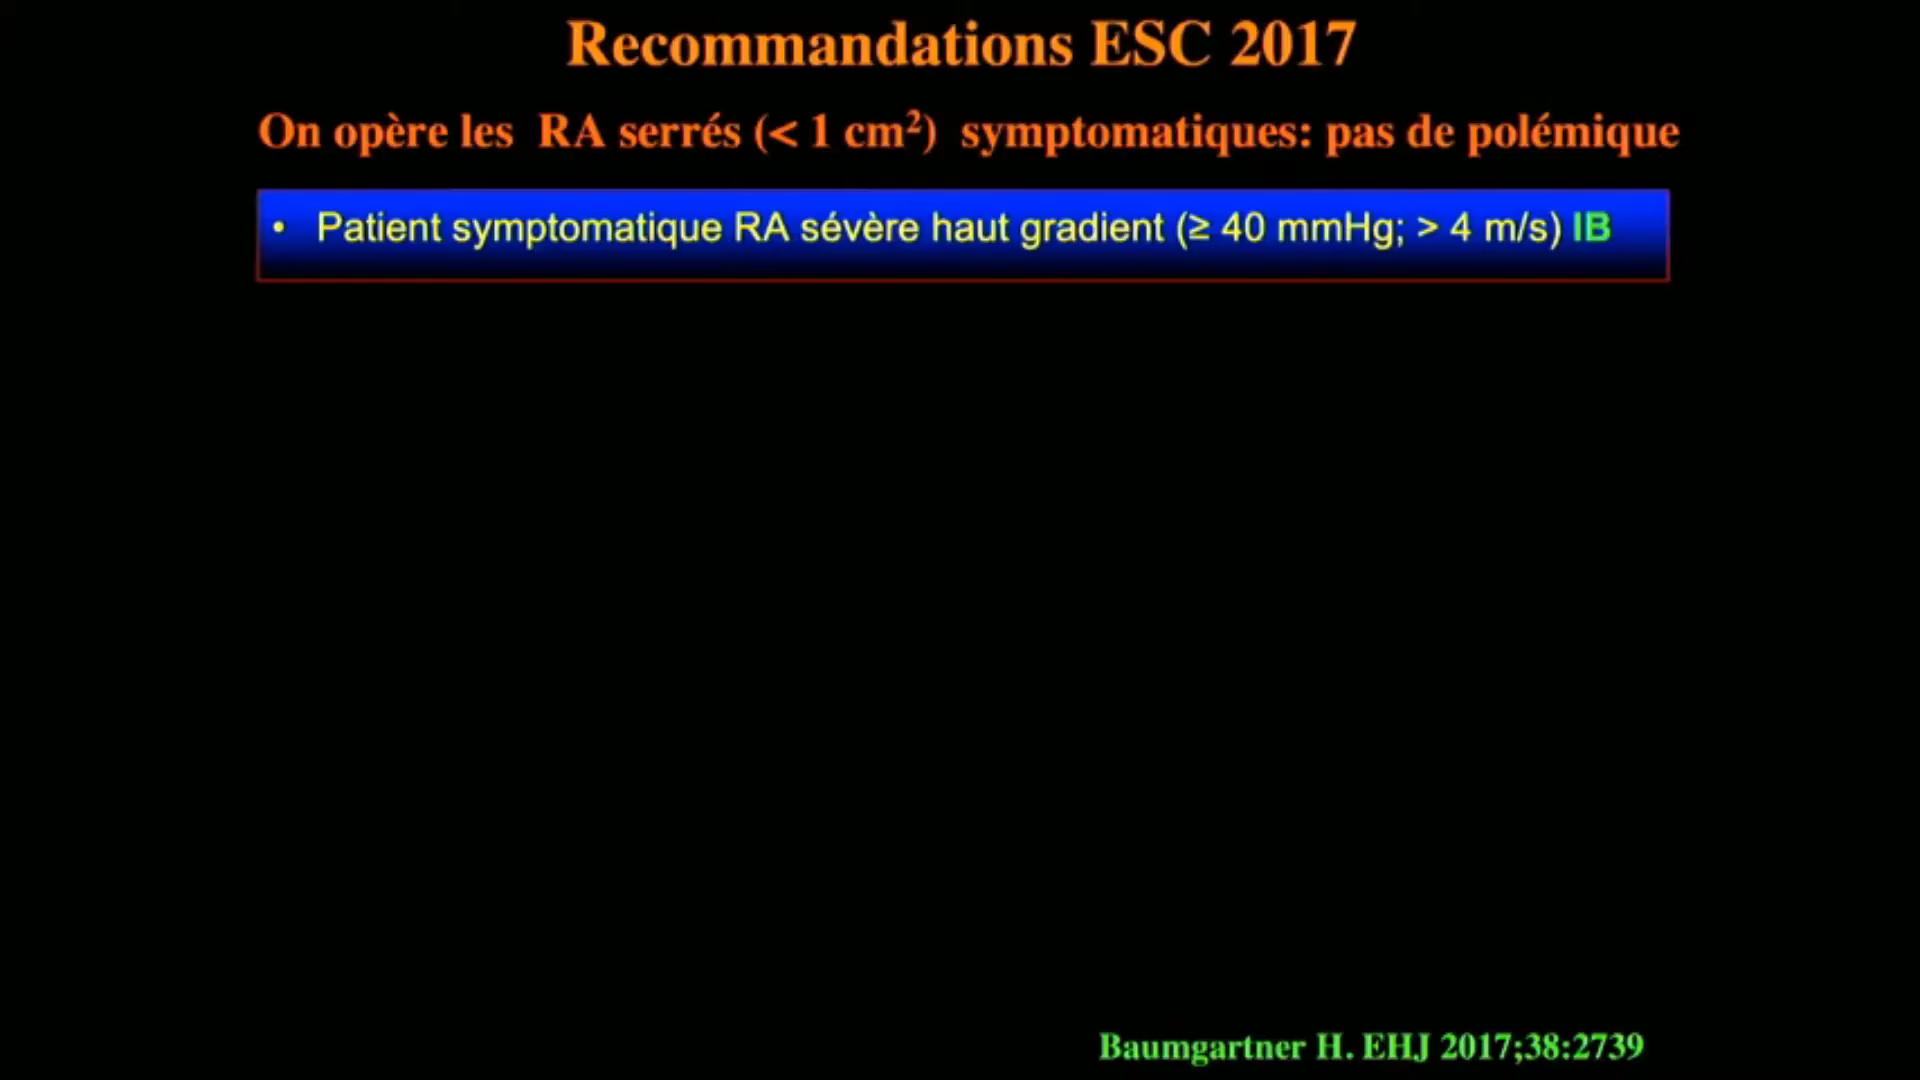 Recommandations ESC 2017
On opère les RA serrés (< 1 cm²) symptomatiques: pas de polémique
• Patient symptomatique RA sévère haut gradient (≥ 40 mmHg; > 4 m/s) IB
Baumgartner H. EHJ 2017;38:2739